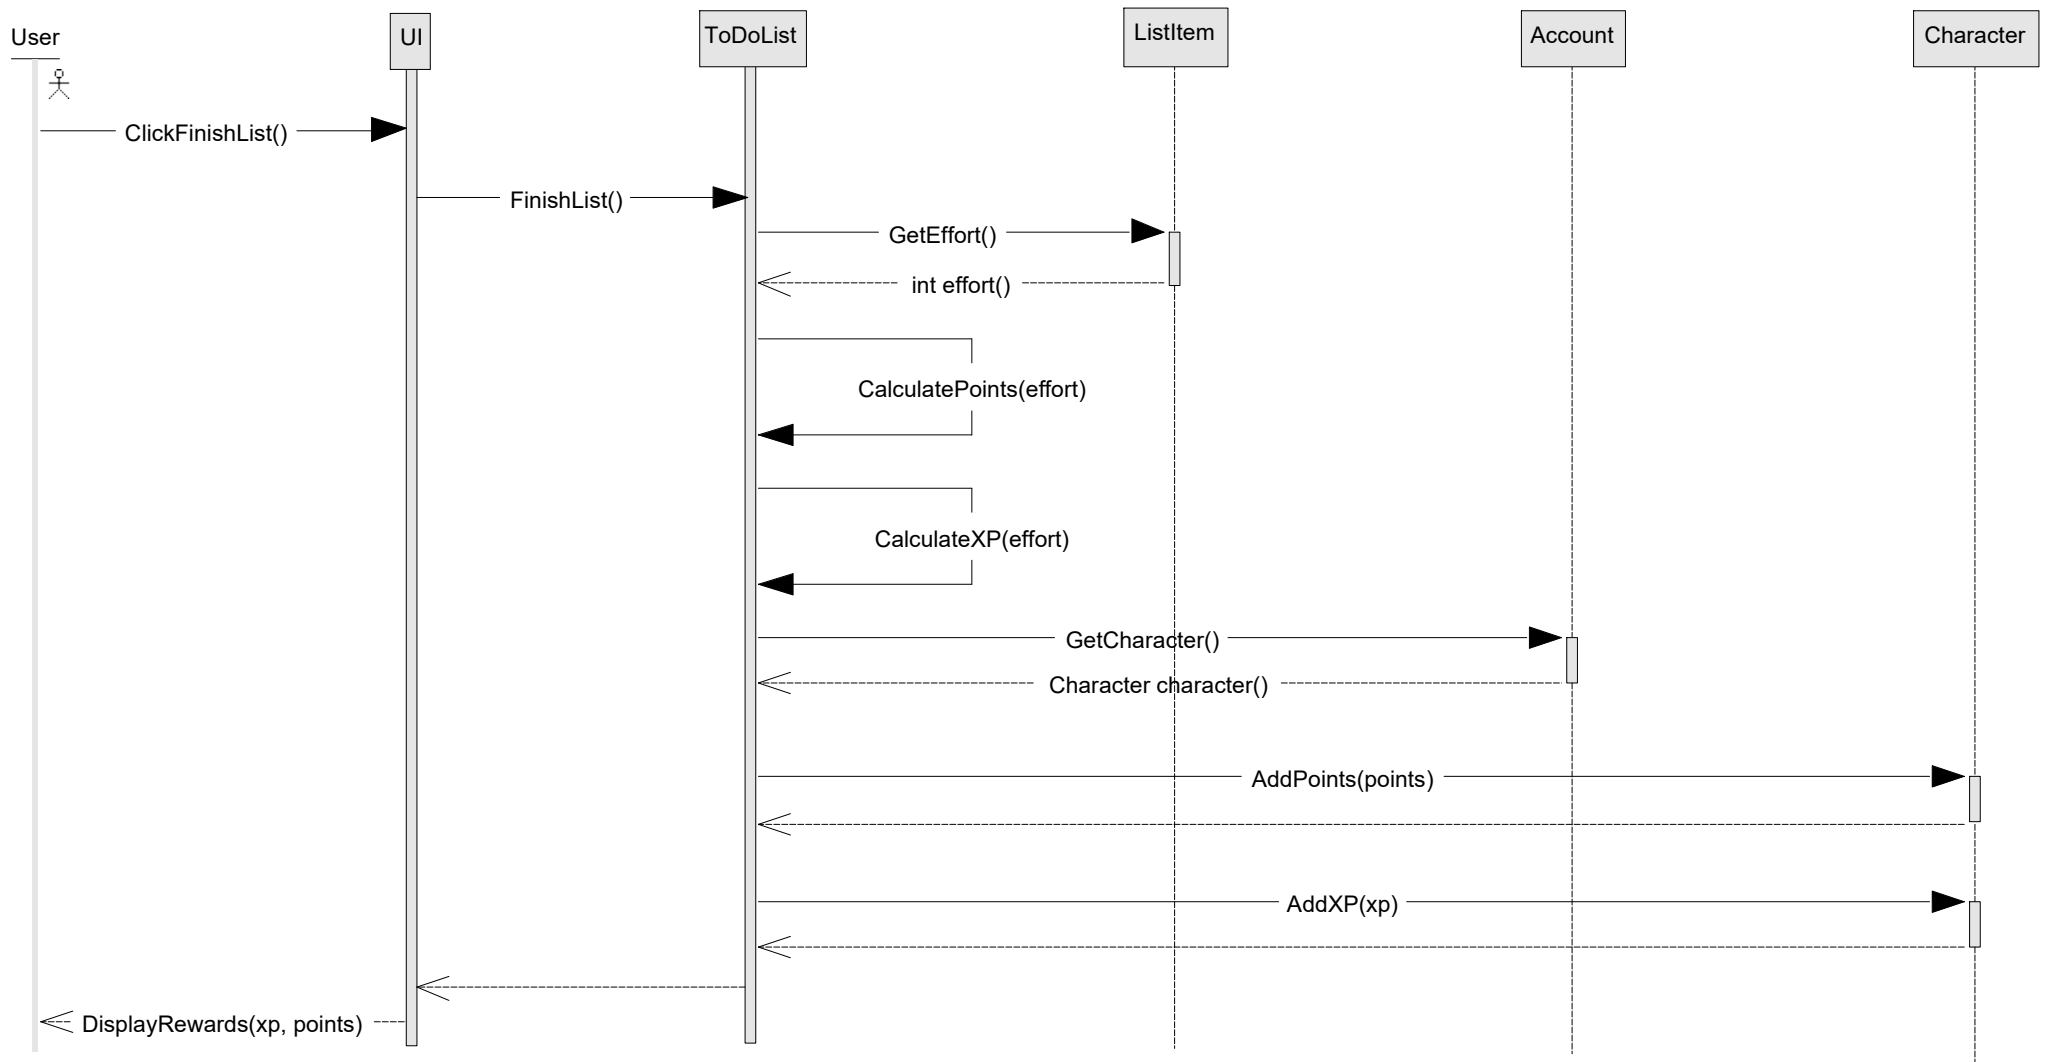 User
UI
ToDoList
ListItem
Account
Character
ClickFinishList()
FinishList()
GetEffort()
int effort()
CalculatePoints(effort)
CalculateXP(effort)
GetCharacter()
Character character()
AddPoints(points)
AddXP(xp)
DisplayRewards(xp, points)